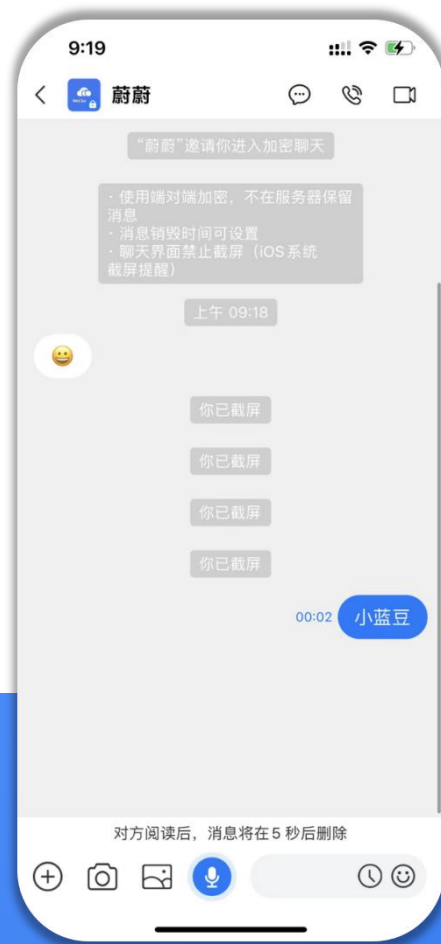 9:19
蔚蔚
“蔚蔚”邀请你进入加密聊天
· 使用端对端加密，不在服务器保留
消息
· 消息销毁时间可设置
· 聊天界面禁止截屏（iOS系统
截屏提醒）
上午 09:18
你已截屏
你已截屏
你已截屏
你已截屏
00:02 小蓝豆
对方阅读后，消息将在5秒后删除